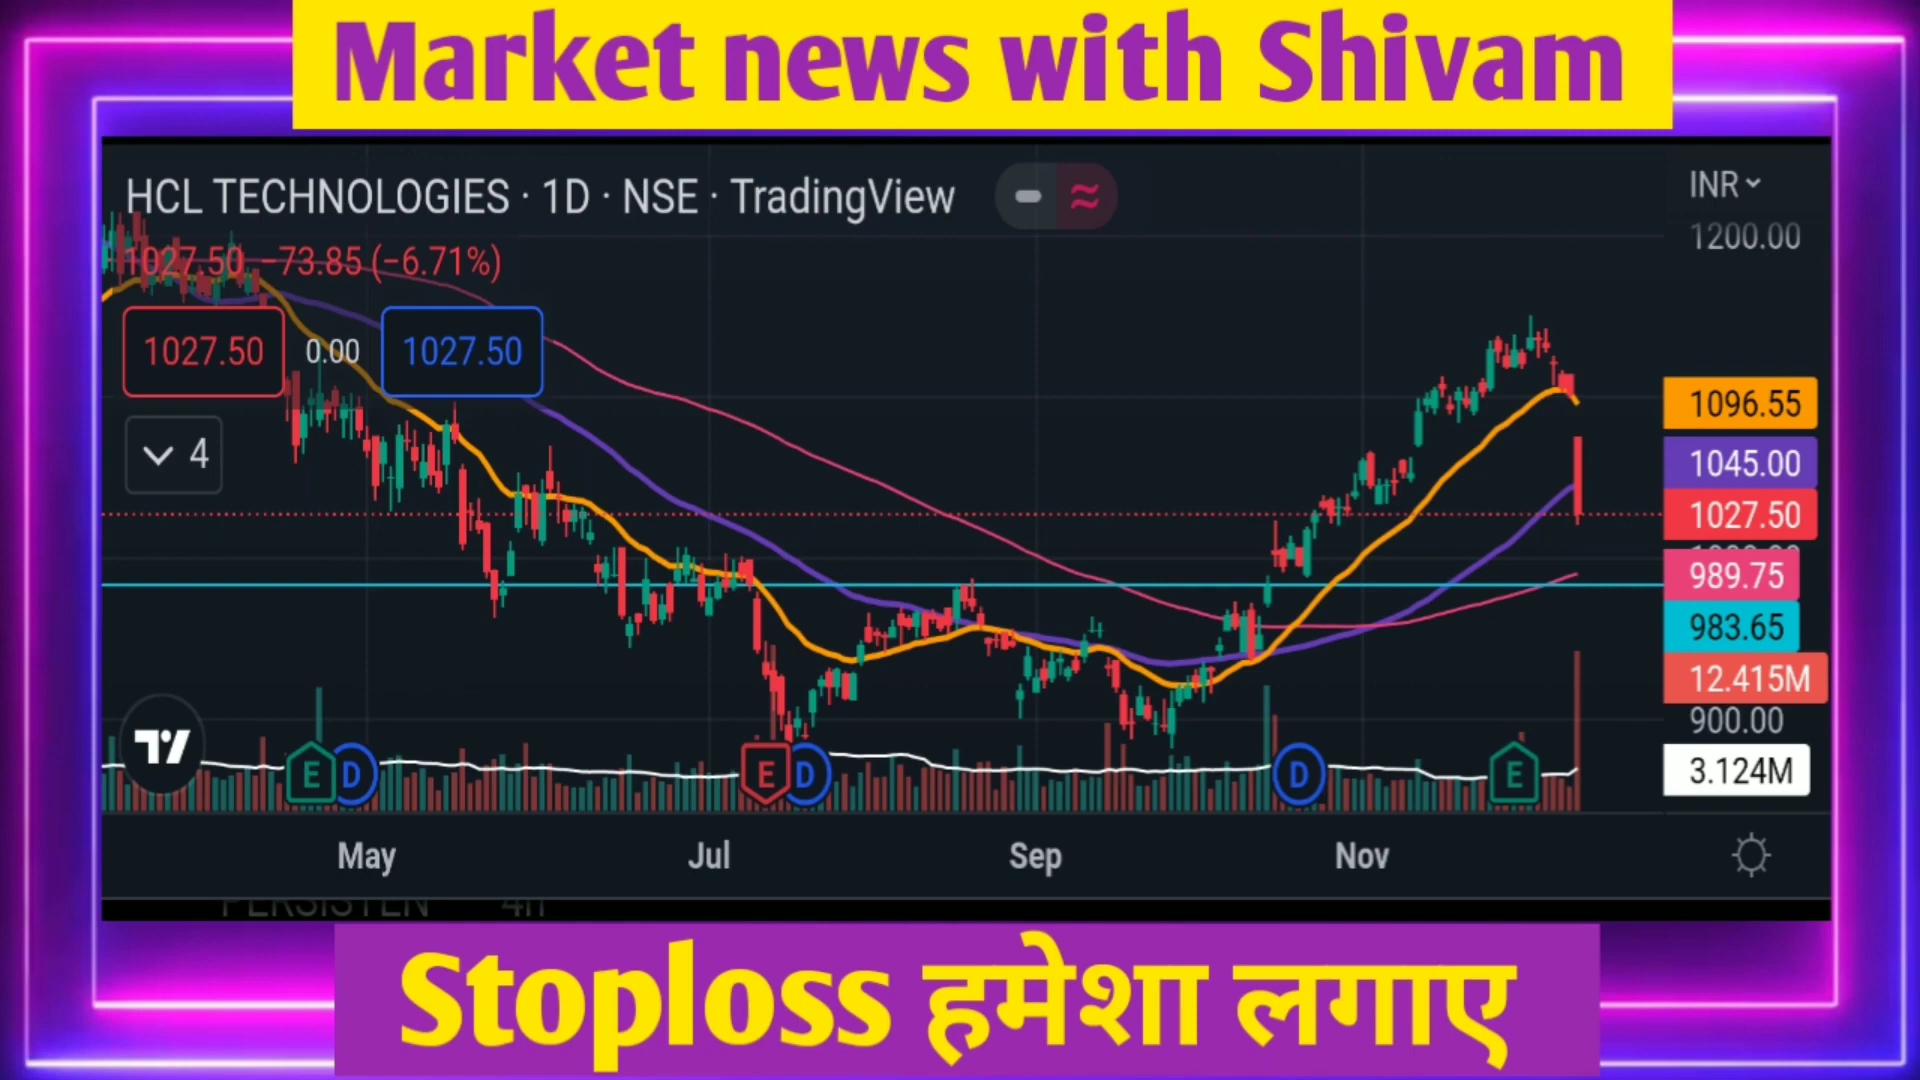 Market news with Shivam
HCL TECHNOLOGIES · 1D · NSE · TradingView
INR
1200.00
1027.50 −73.85 (−6.71%)
1027.50 0.00 1027.50
4
1096.55
1045.00
1027.50
989.75
983.65
12.415M
900.00
3.124M
E D E D D E
May Jul Sep Nov
PERSISTEN 4h
Stoploss हमेशा लगाए